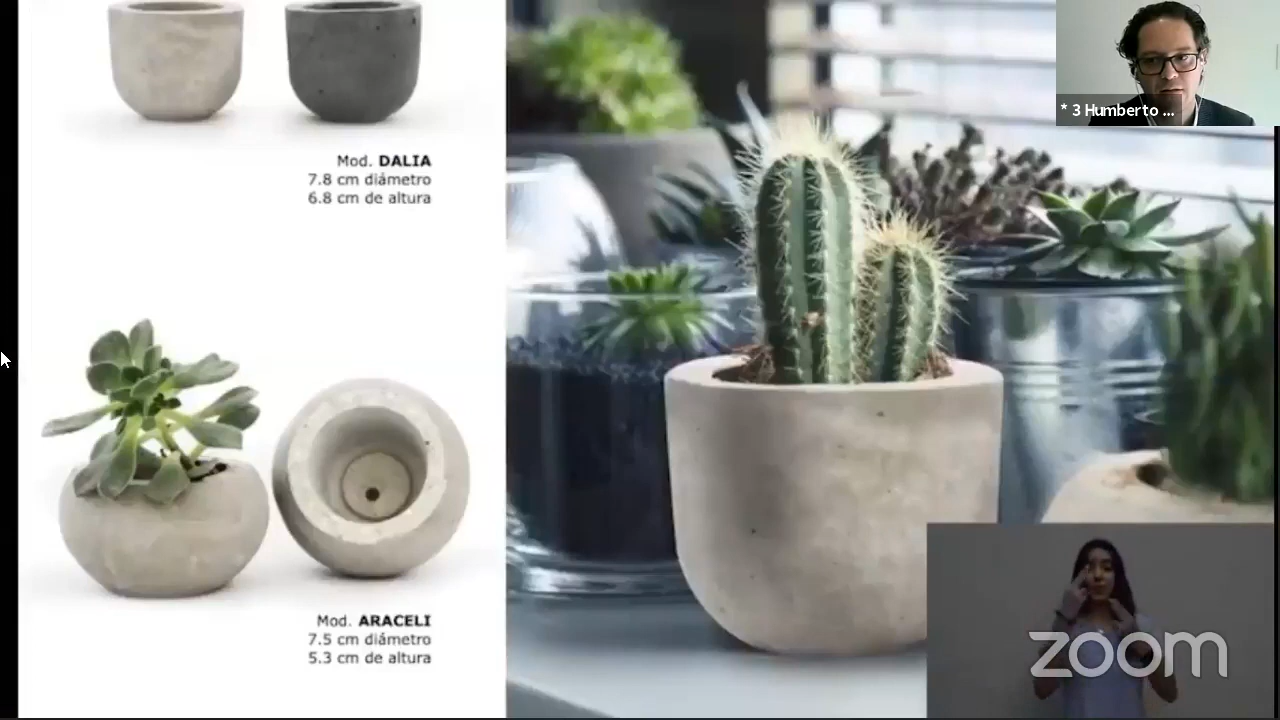 * 3 Humberto ...
Mod. DALIA
7.8 cm diámetro
6.8 cm de altura
Mod. ARACELI
7.5 cm diámetro
5.3 cm de altura
zoom